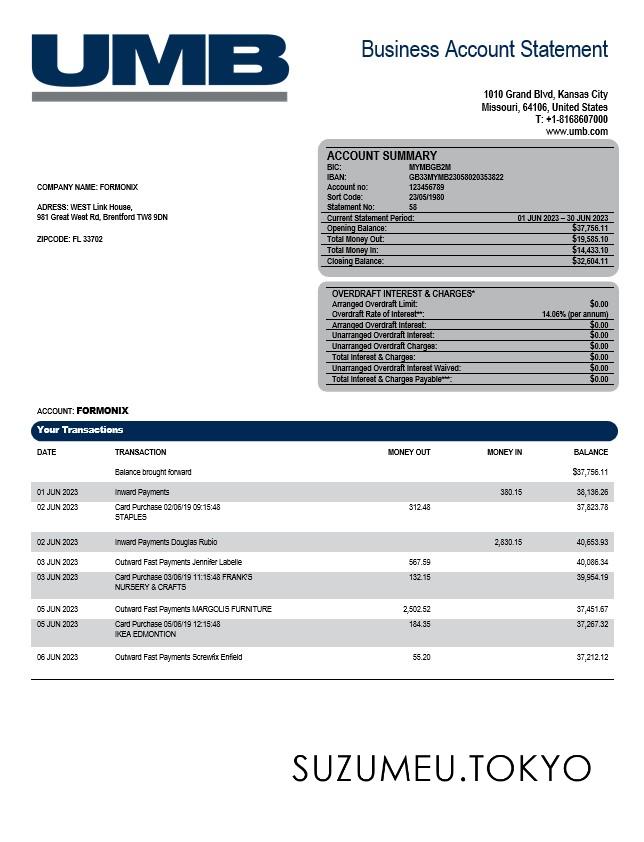 UMB
Business Account Statement
1010 Grand Blvd, Kansas City
Missouri, 64106, United States
T: +1-8168607000
www.umb.com
ACCOUNT SUMMARY
BIC: MYMBGB2M
IBAN: GB33MYMB23058020353822
Account no: 123456789
Sort Code: 23/05/1980
Statement No: 58
Current Statement Period: 01 JUN 2023 – 30 JUN 2023
Opening Balance: $37,756.11
Total Money Out: $19,585.10
Total Money In: $14,433.10
Closing Balance: $32,604.11
COMPANY NAME: FORMONIX
ADRESS: WEST Link House,
981 Great West Rd, Brentford TW8 9DN
ZIPCODE: FL 33702
OVERDRAFT INTEREST & CHARGES*
Arranged Overdraft Limit: $0.00
Overdraft Rate of Interest**: 14.06% (per annum)
Arranged Overdraft Interest: $0.00
Unarranged Overdraft Interest: $0.00
Unarranged Overdraft Charges: $0.00
Total Interest & Charges: $0.00
Unarranged Overdraft Interest Waived: $0.00
Total Interest & Charges Payable***: $0.00
ACCOUNT: FORMONIX
Your Transactions
DATE TRANSACTION MONEY OUT MONEY IN BALANCE
Balance brought forward $37,756.11
01 JUN 2023 Inward Payments 380.15 38,136.26
02 JUN 2023 Card Purchase 02/06/19 09:15:48 312.48 37,823.78
STAPLES
02 JUN 2023 Inward Payments Douglas Rubio 2,830.15 40,653.93
03 JUN 2023 Outward Fast Payments Jennifer Labelle 567.59 40,086.34
03 JUN 2023 Card Purchase 03/06/19 11:15:48 FRANK'S 132.15 39,954.19
NURSERY & CRAFTS
05 JUN 2023 Outward Fast Payments MARGOLIS FURNITURE 2,502.52 37,451.67
05 JUN 2023 Card Purchase 05/06/19 12:15:48 184.35 37,267.32
IKEA EDMONTION
06 JUN 2023 Outward Fast Payments Screwfix Enfield 55.20 37,212.12
SUZUMEU.TOKYO